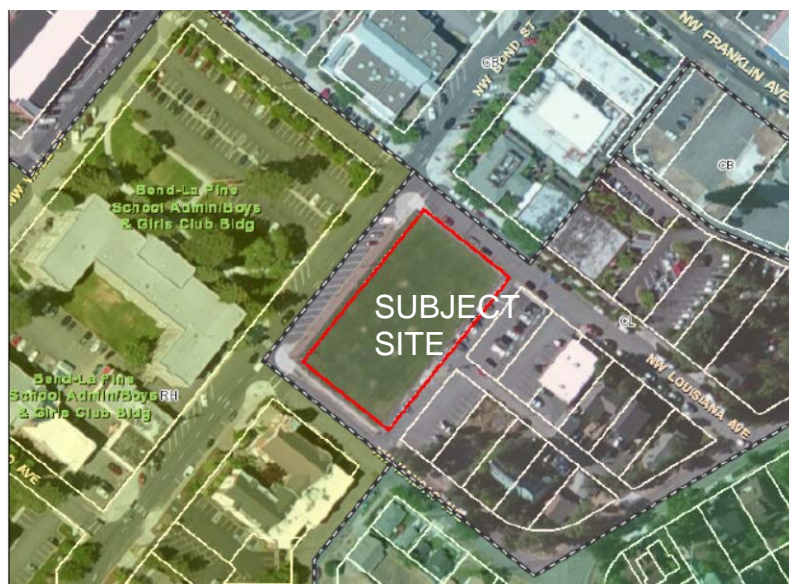 NW FRANKLIN AVE
NW BOND ST
CB
CB
Bend-La Pine
School Admin/Boys
& Girls Club Bldg
SUBJECT
SITE
CL
NW LOUISIANA AVE
Bend-La Pine
School Admin/Boys
& Girls Club Bldg
RH
AVE
NW